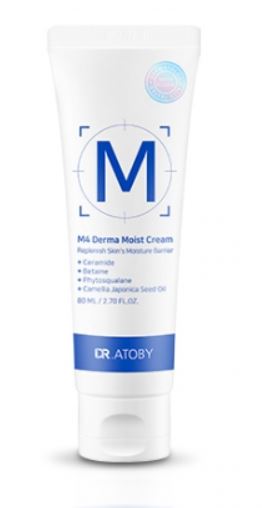 M
M4 Derma Moist Cream
Replenish Skin's Moisture Barrier
• Ceramide
• Betaine
• Phytosqualane
• Camellia Japonica Seed Oil
80 ML / 2.70 FL.OZ.
DR.ATOBY